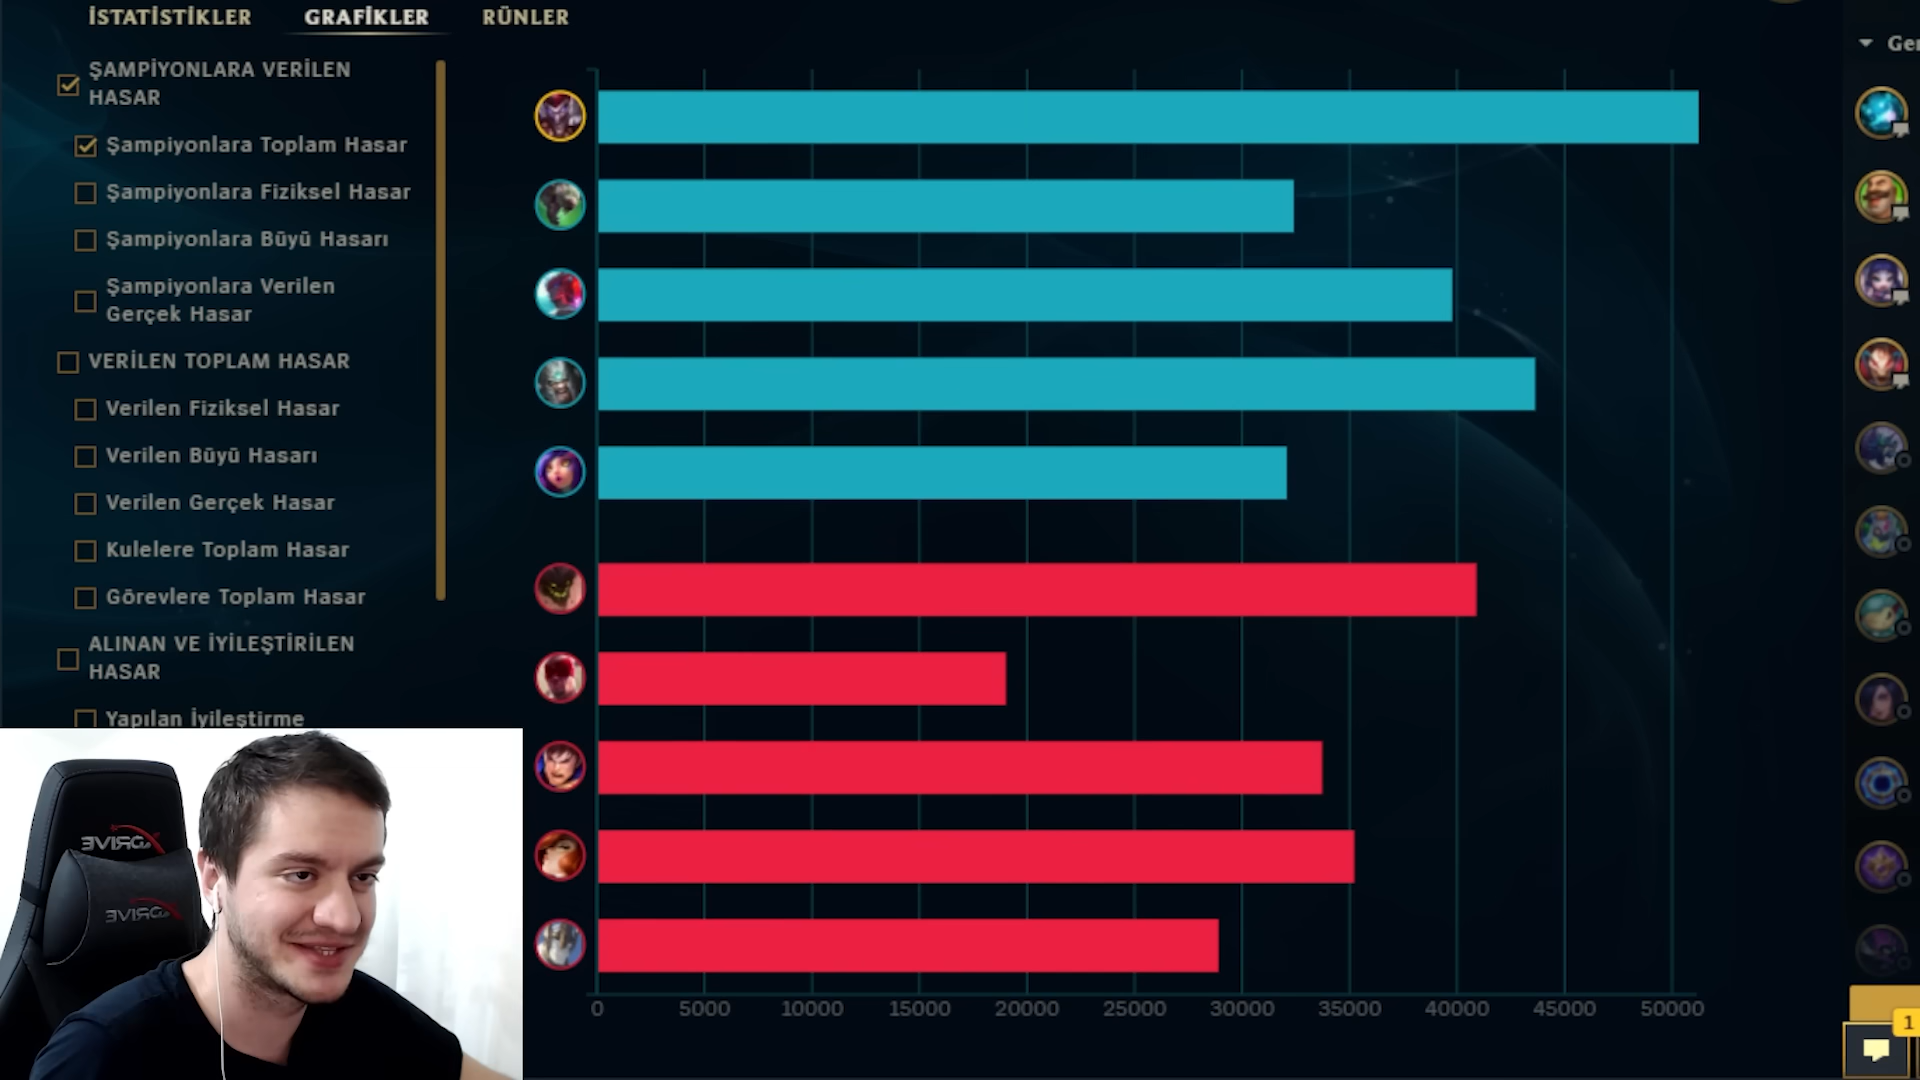 İSTATİSTİKLER
GRAFİKLER
RÜNLER
ŞAMPİYONLARA VERİLEN
HASAR
Şampiyonlara Toplam Hasar
Şampiyonlara Fiziksel Hasar
Şampiyonlara Büyü Hasarı
Şampiyonlara Verilen
Gerçek Hasar
VERİLEN TOPLAM HASAR
Verilen Fiziksel Hasar
Verilen Büyü Hasarı
Verilen Gerçek Hasar
Kulelere Toplam Hasar
Görevlere Toplam Hasar
ALINAN VE İYİLEŞTİRİLEN
HASAR
Yapılan İyileştirme
0 5000 10000 15000 20000 25000 30000 35000 40000 45000 50000
1